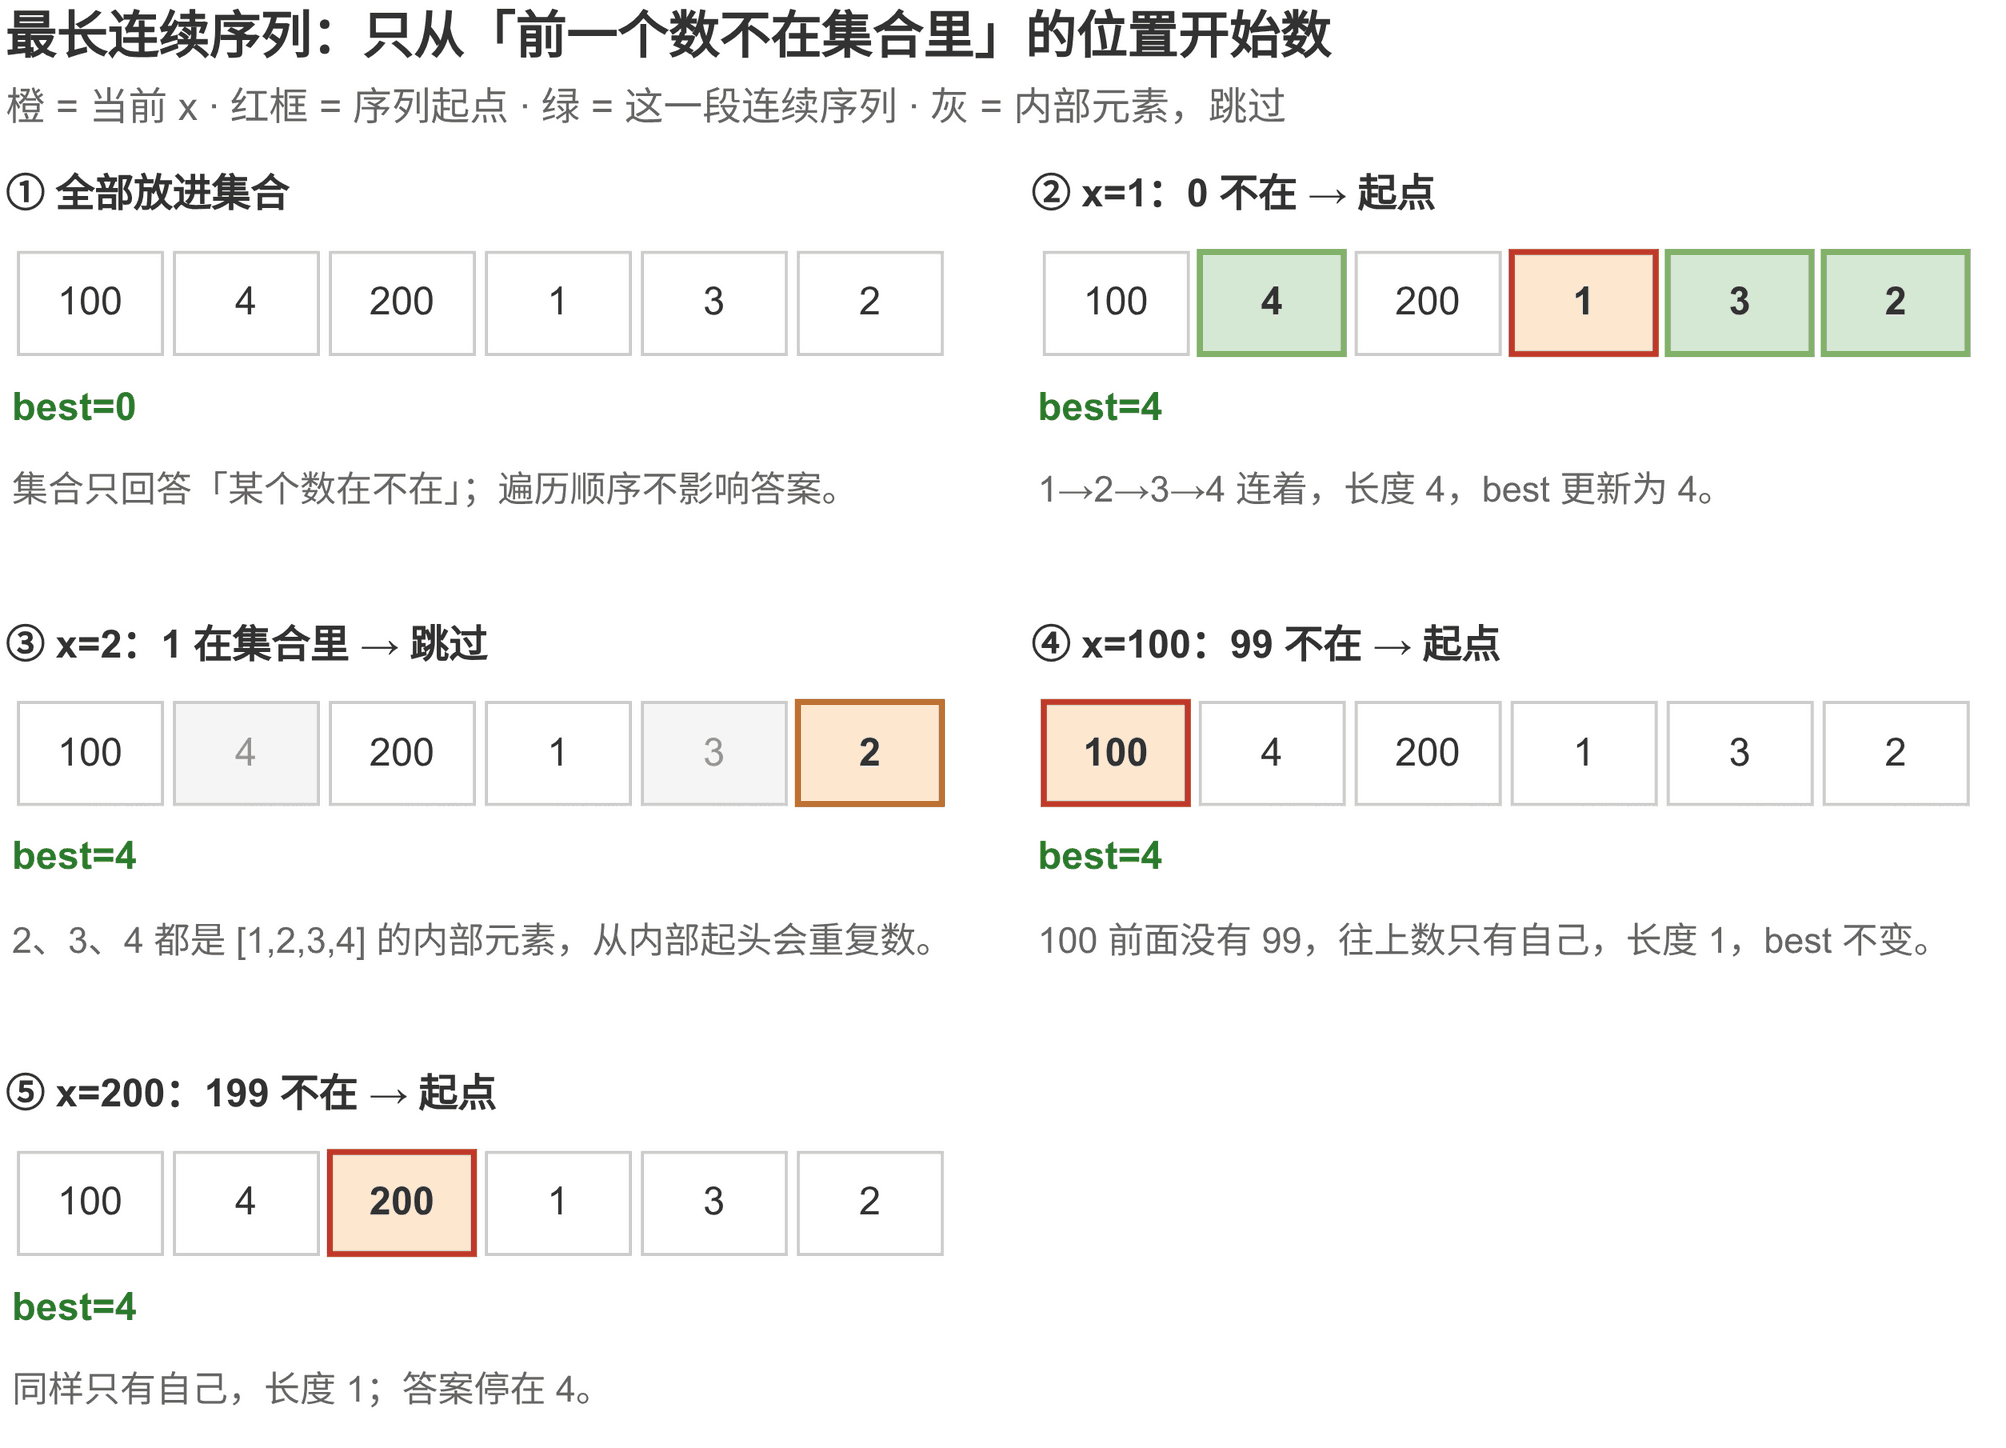 最长连续序列：只从「前一个数不在集合里」的位置开始数
橙 = 当前 x · 红框 = 序列起点 · 绿 = 这一段连续序列 · 灰 = 内部元素，跳过
① 全部放进集合
100 4 200 1 3 2
best=0
集合只回答「某个数在不在」；遍历顺序不影响答案。
② x=1：0 不在 → 起点
100 4 200 1 3 2
best=4
1→2→3→4 连着，长度 4，best 更新为 4。
③ x=2：1 在集合里 → 跳过
100 4 200 1 3 2
best=4
2、3、4 都是 [1,2,3,4] 的内部元素，从内部起头会重复数。
④ x=100：99 不在 → 起点
100 4 200 1 3 2
best=4
100 前面没有 99，往上数只有自己，长度 1，best 不变。
⑤ x=200：199 不在 → 起点
100 4 200 1 3 2
best=4
同样只有自己，长度 1；答案停在 4。